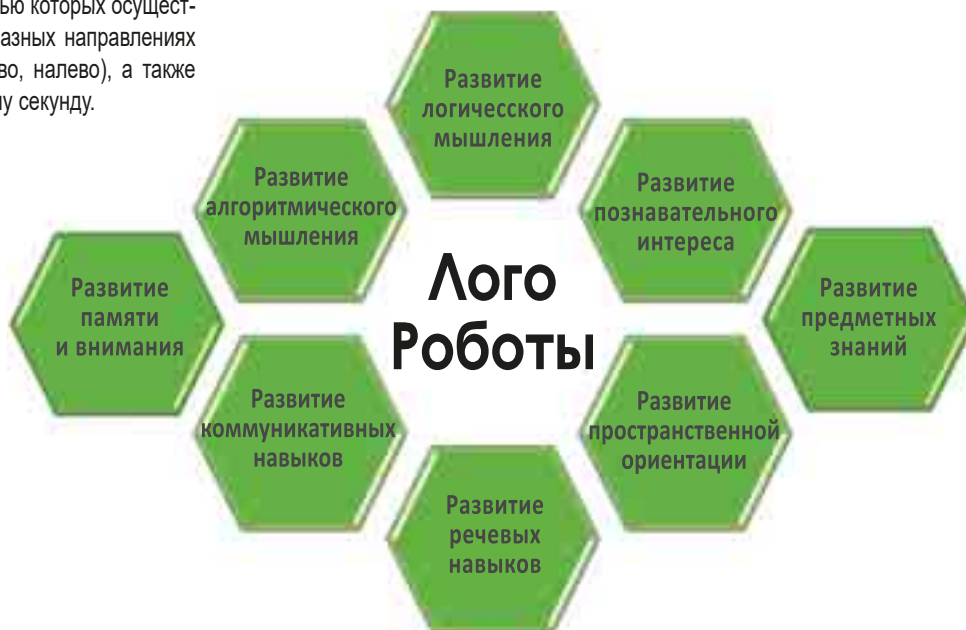 ью которых осущест-
азных направлениях
во, налево), а также
у секунду.
Развитие
логичесского
мышления
Развитие
алгоритмического
мышления
Развитие
познавательного
интереса
Развитие
памяти
и внимания
Лого
Роботы
Развитие
предметных
знаний
Развитие
коммуникативных
навыков
Развитие
пространственной
ориентации
Развитие
речевых
навыков